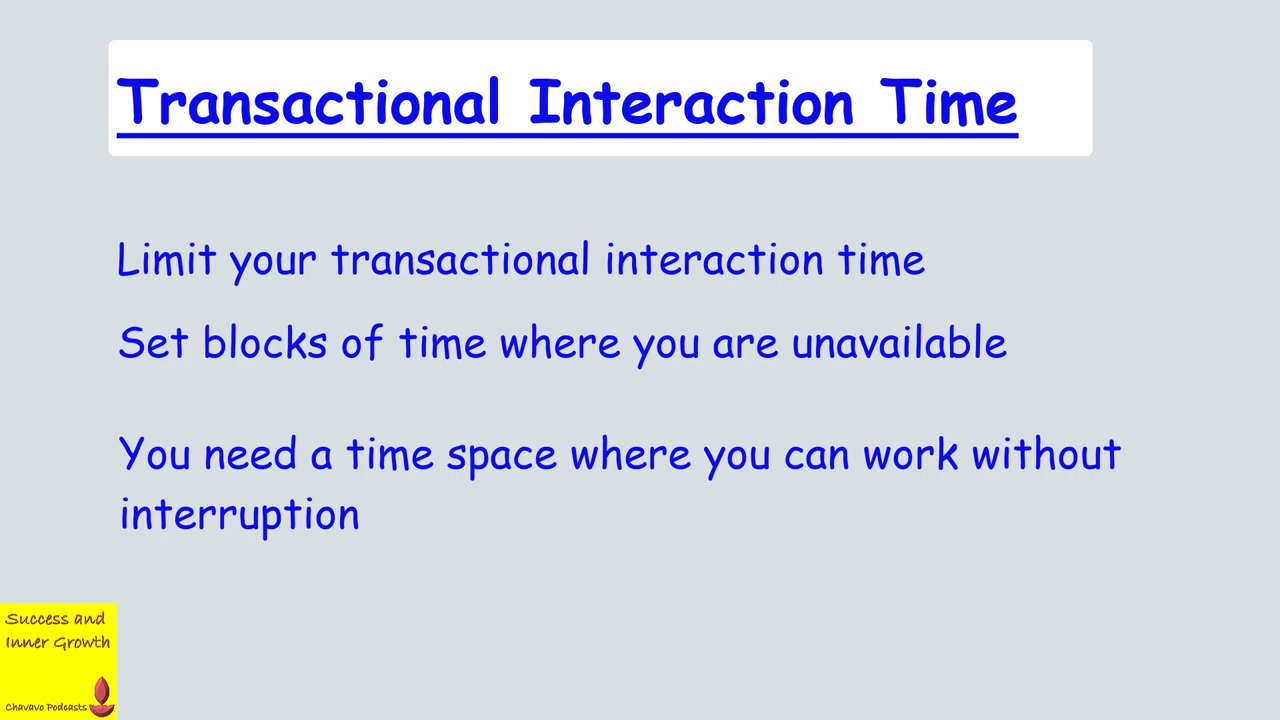 Transactional Interaction Time
Limit your transactional interaction time
Set blocks of time where you are unavailable
You need a time space where you can work without
interruption
Success and
Inner Growth
Chavavo Podcasts